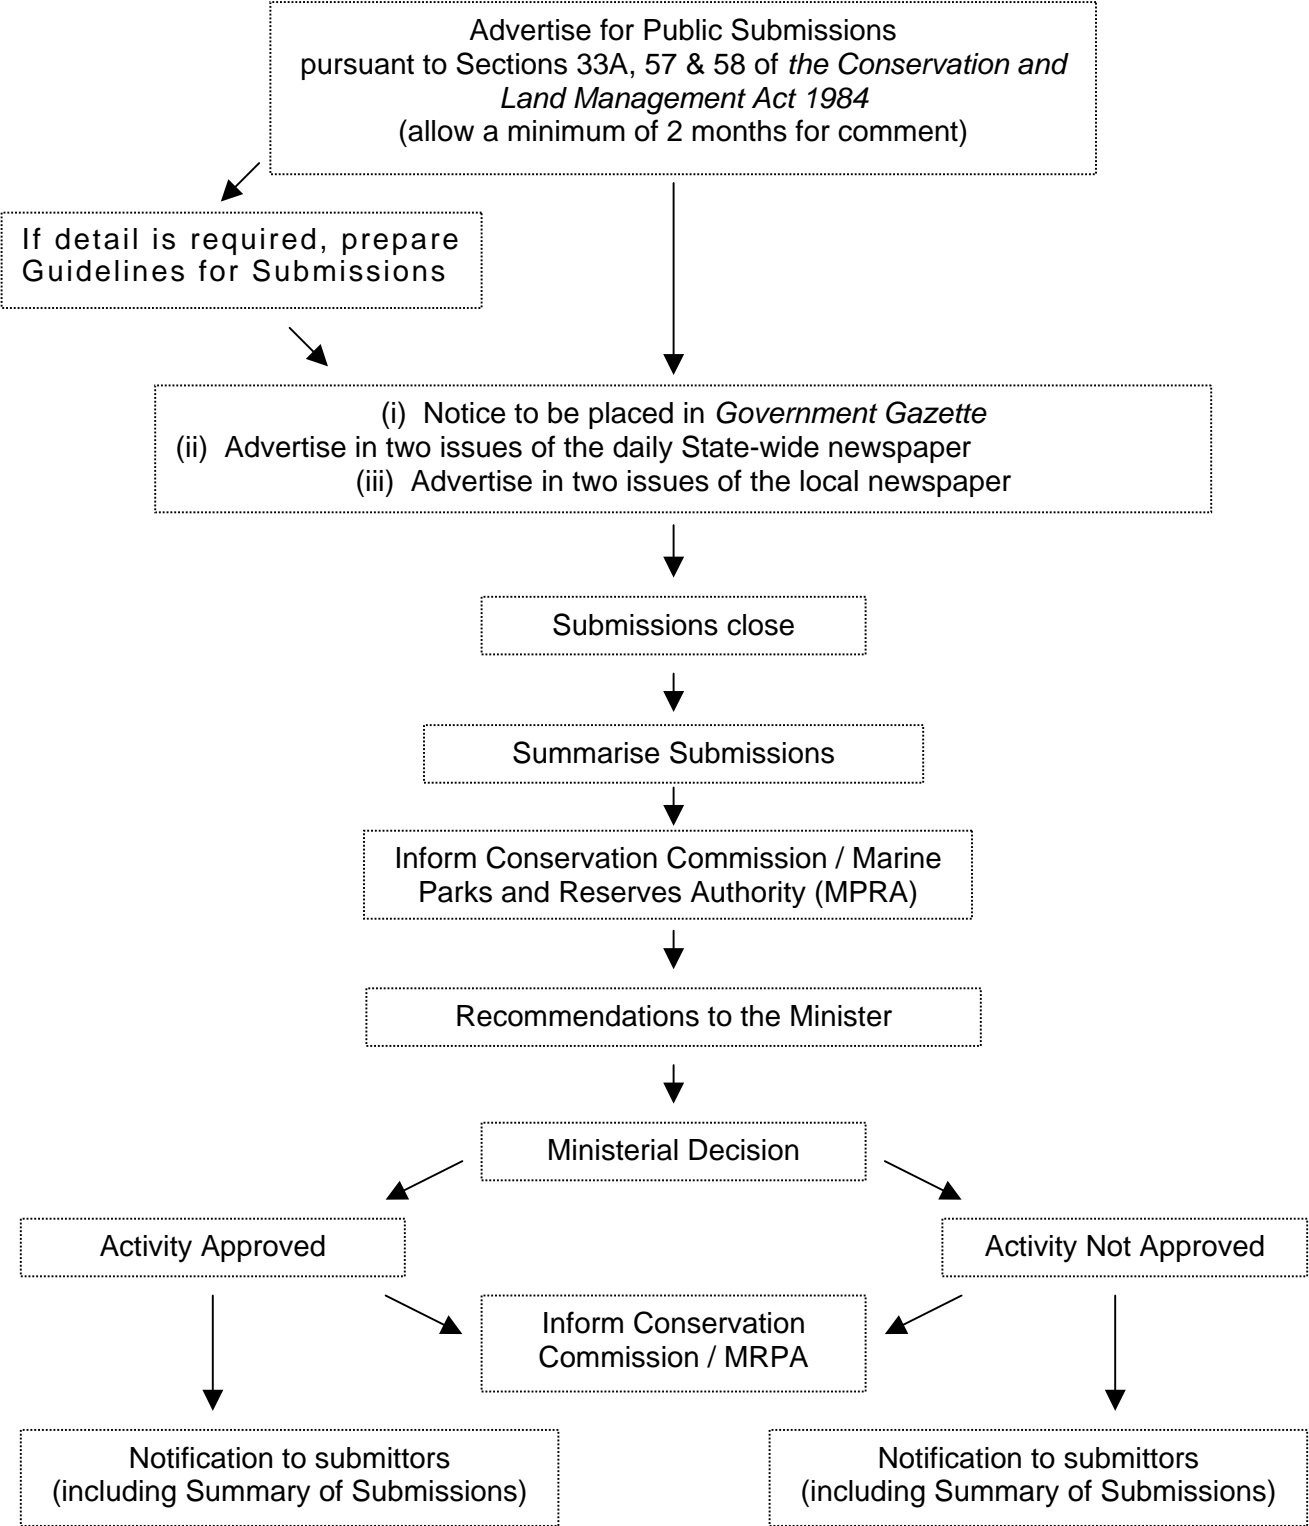 Advertise for Public Submissions
pursuant to Sections 33A, 57 & 58 of the Conservation and
Land Management Act 1984
(allow a minimum of 2 months for comment)
If detail is required, prepare
Guidelines for Submissions
(i) Notice to be placed in Government Gazette
(ii) Advertise in two issues of the daily State-wide newspaper
(iii) Advertise in two issues of the local newspaper
Submissions close
Summarise Submissions
Inform Conservation Commission / Marine
Parks and Reserves Authority (MPRA)
Recommendations to the Minister
Ministerial Decision
Activity Approved
Activity Not Approved
Inform Conservation
Commission / MRPA
Notification to submittors
(including Summary of Submissions)
Notification to submittors
(including Summary of Submissions)